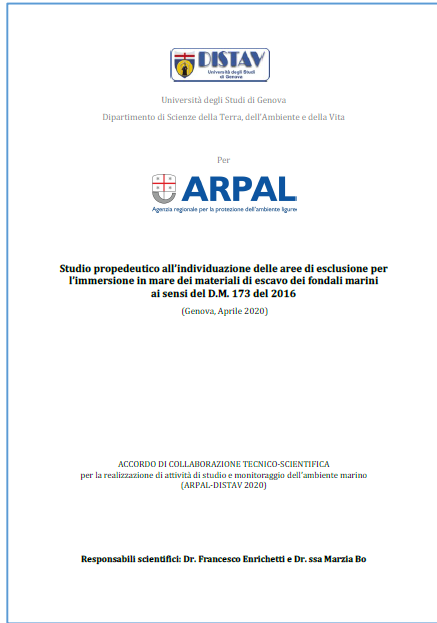 DISTAV
Università degli Studi
di Genova
Università degli Studi di Genova
Dipartimento di Scienze della Terra, dell'Ambiente e della Vita
Per
ARPAL
Agenzia regionale per la protezione dell'ambiente ligure
Studio propedeutico all'individuazione delle aree di esclusione per
l'immersione in mare dei materiali di escavo dei fondali marini
ai sensi del D.M. 173 del 2016
(Genova, Aprile 2020)
ACCORDO DI COLLABORAZIONE TECNICO-SCIENTIFICA
per la realizzazione di attività di studio e monitoraggio dell'ambiente marino
(ARPAL-DISTAV 2020)
Responsabili scientifici: Dr. Francesco Enrichetti e Dr. ssa Marzia Bo